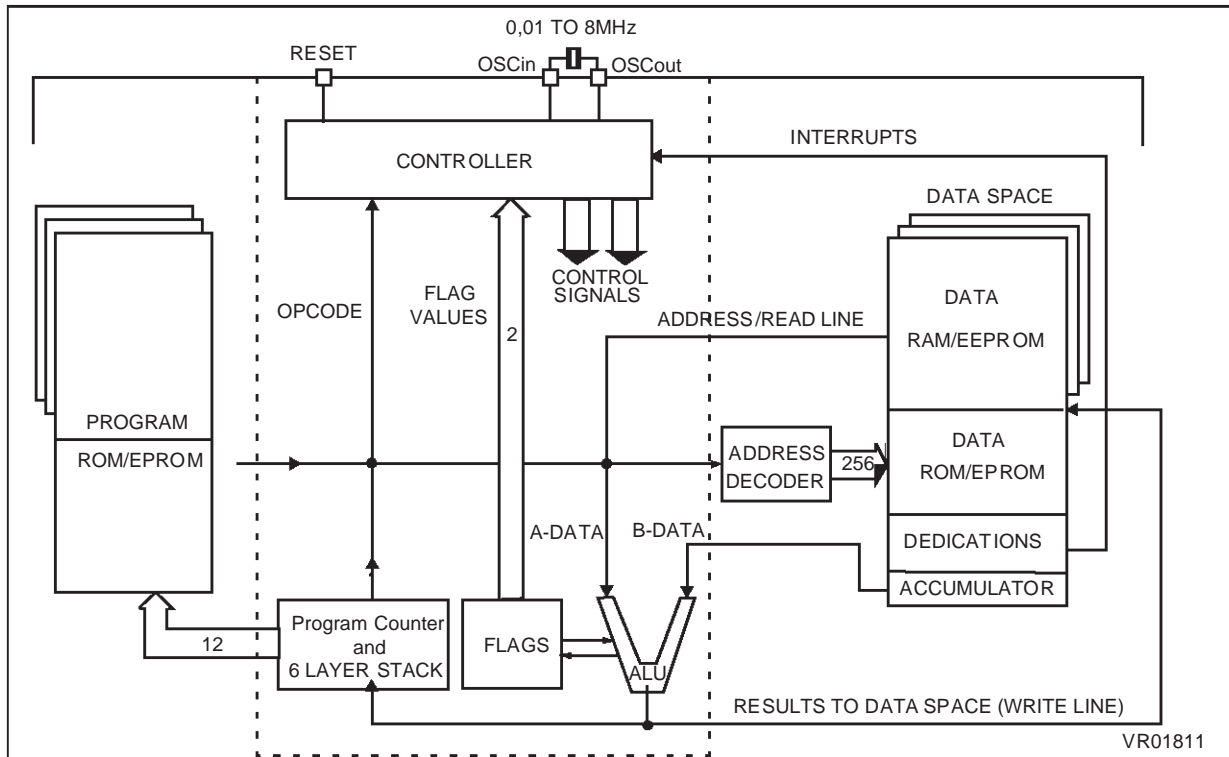 0,01 TO 8MHz
RESET
OSCin
OSCout
CONTROLLER
INTERRUPTS
DATA SPACE
OPCODE
FLAG
VALUES
2
CONTROL
SIGNALS
ADDRESS/READ LINE
DATA
RAM/EEPROM
PROGRAM
ROM/EPROM
ADDRESS
DECODER
256
DATA
ROM/EPROM
A-DATA
B-DATA
DEDICATIONS
ACCUMULATOR
12
Program Counter
and
6 LAYER STACK
FLAGS
ALU
RESULTS TO DATA SPACE (WRITE LINE)
VR01811